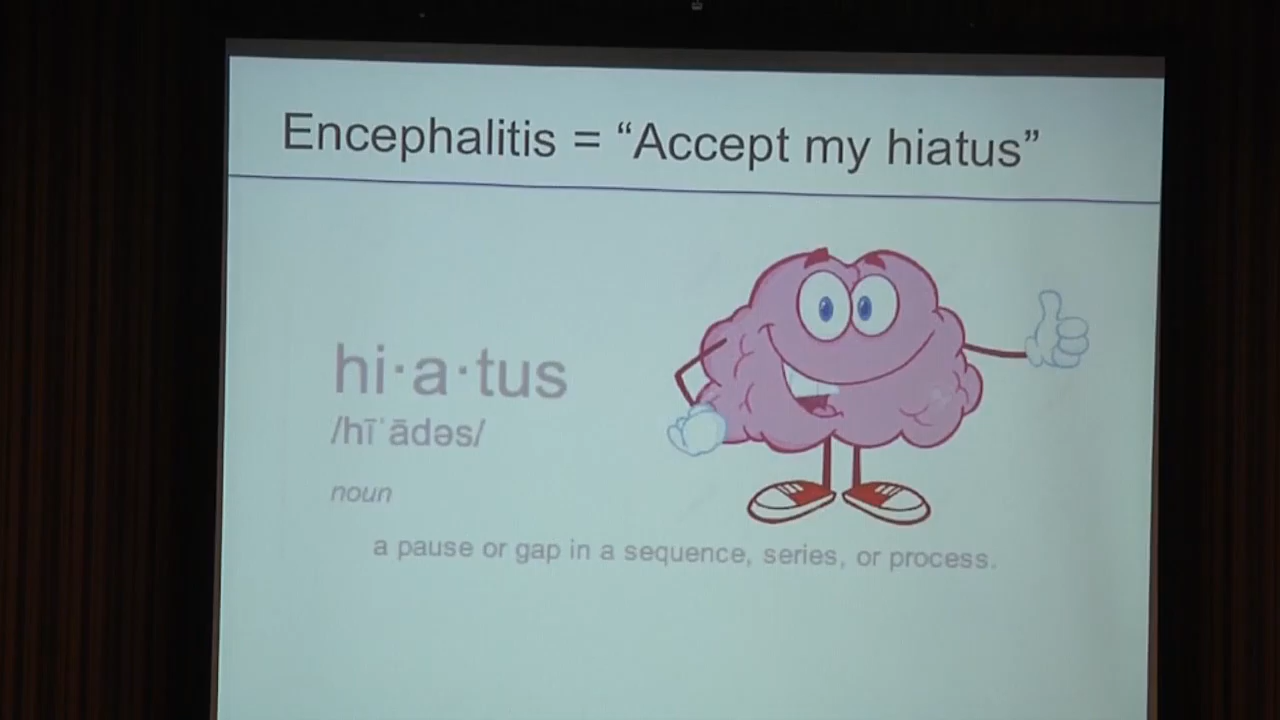 Encephalitis = “Accept my hiatus”
hi·a·tus
/hīˈādəs/
noun
a pause or gap in a sequence, series, or process.